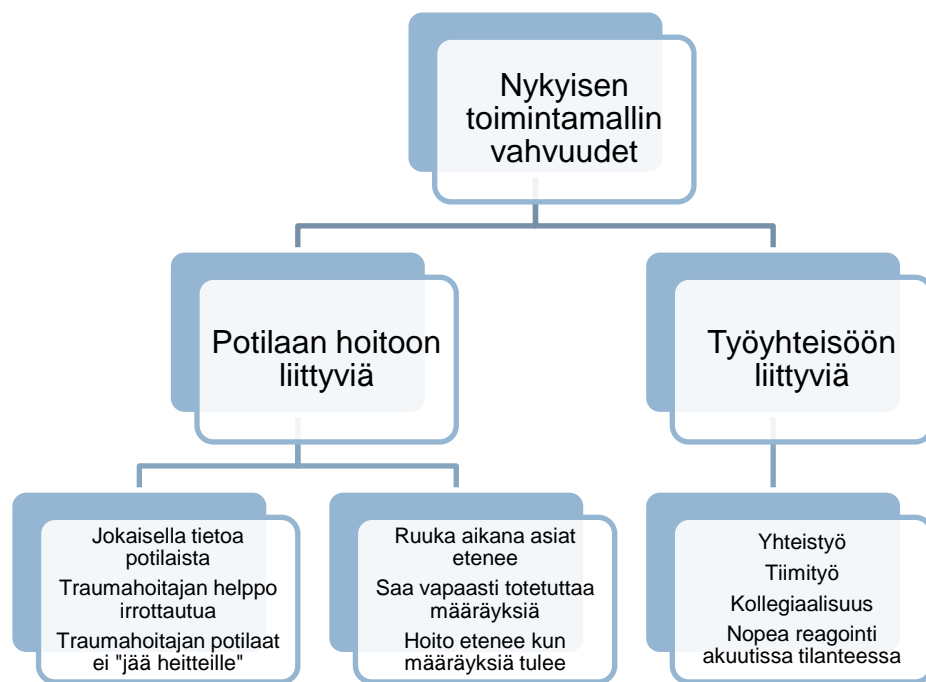 Nykyisen
toimintamallin
vahvuudet
Potilaan hoitoon
liittyviä
Työyhteisöön
liittyviä
Jokaisella tietoa
potilaista
Traumahoitajan helppo
irrottautua
Traumahoitajan potilaat
ei "jää heitteille"
Ruuka aikana asiat
etenee
Saa vapaasti totetuttaa
määräyksiä
Hoito etenee kun
määräyksiä tulee
Yhteistyö
Tiimityö
Kollegiaalisuus
Nopea reagointi
akuutissa tilanteessa